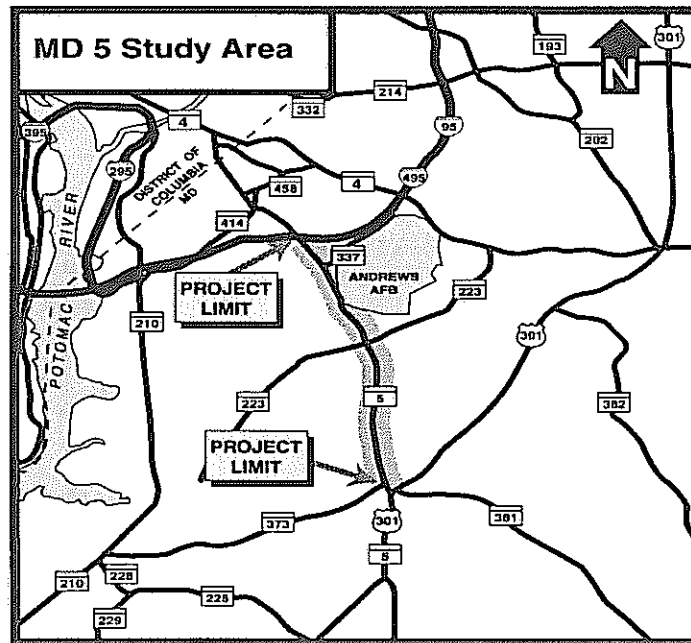 MD 5 Study Area
301
193
N
332
214
395
4
95
202
295
DISTRICT OF
COLUMBIA
MD
458
4
495
414
POTOMAC RIVER
337
PROJECT
LIMIT
ANDREWS
AFB
223
210
301
223
5
382
PROJECT
LIMIT
301
373
381
5
210
228
225
229